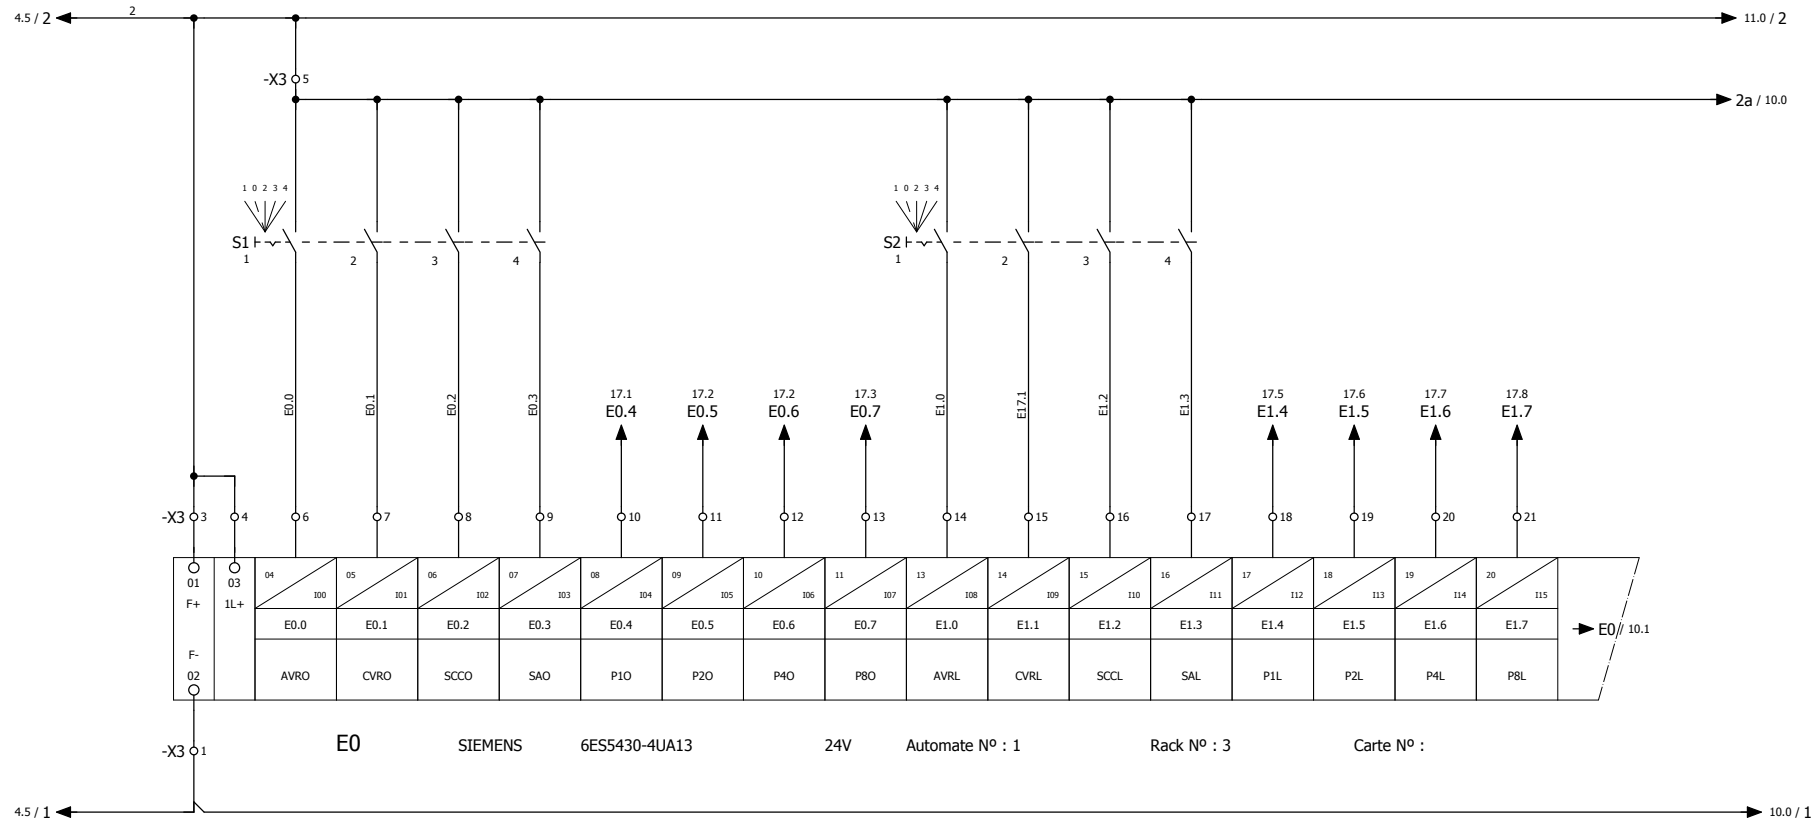 4.5 / 2
2
11.0 / 2
-X3 5
2a / 10.0
1 0 2 3 4
1 0 2 3 4
S1
S2
1 2 3 4
1 2 3 4
17.1 17.2 17.2 17.3 17.5 17.6 17.7 17.8
E0.0 E0.1 E0.2 E0.3 E0.4 E0.5 E0.6 E0.7 E1.0 E17.1 E1.2 E1.3 E1.4 E1.5 E1.6 E1.7
-X3 3 4 6 7 8 9 10 11 12 13 14 15 16 17 18 19 20 21
01 03 04 05 06 07 08 09 10 11 13 14 15 16 17 18 19 20
I00 I01 I02 I03 I04 I05 I06 I07 I08 I09 I10 I11 I12 I13 I14 I15
F+ 1L+
E0.0 E0.1 E0.2 E0.3 E0.4 E0.5 E0.6 E0.7 E1.0 E1.1 E1.2 E1.3 E1.4 E1.5 E1.6 E1.7
E0 / 10.1
F-
02 AVRO CVRO SCCO SAO P1O P2O P4O P8O AVRL CVRL SCCL SAL P1L P2L P4L P8L
-X3 1
E0 SIEMENS 6ES5430-4UA13 24V Automate Nº : 1 Rack Nº : 3 Carte Nº :
4.5 / 1
10.0 / 1